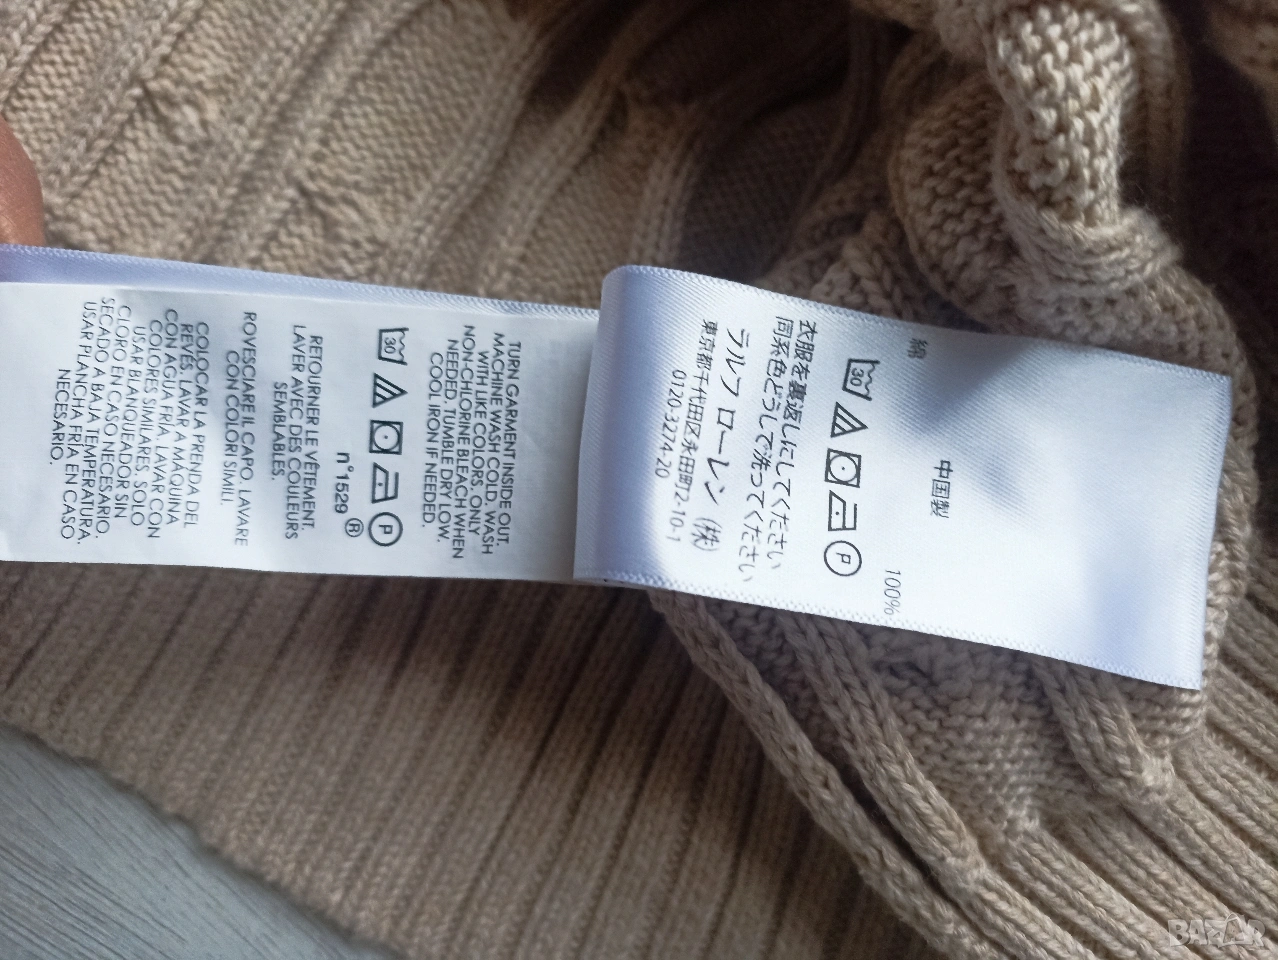 綿 100%
中国製
30
P
衣服を裏返しにしてください
同系色どうしで洗ってください
ラルフ ローレン（株）
東京都千代田区永田町2-10-1
0120-3274-20
TURN GARMENT INSIDE OUT.
MACHINE WASH COLD, WASH
WITH LIKE COLORS. ONLY
NON-CHLORINE BLEACH WHEN
NEEDED. TUMBLE DRY LOW.
COOL IRON IF NEEDED.
30
P
n°1529 ®
RETOURNER LE VÊTEMENT.
LAVER AVEC DES COULEURS
SEMBLABLES.
ROVESCIARE IL CAPO, LAVARE
CON COLORI SIMILI.
COLOCAR LA PRENDA DEL
REVÉS. LAVAR A MÁQUINA
CON AGUA FRÍA. LAVAR CON
COLORES SIMILARES. SOLO
USAR BLANQUEADOR SIN
CLORO EN CASO NECESARIO.
SECADO A BAJA TEMPERATURA.
USAR PLANCHA FRÍA EN CASO
NECESARIO.
BAZAR